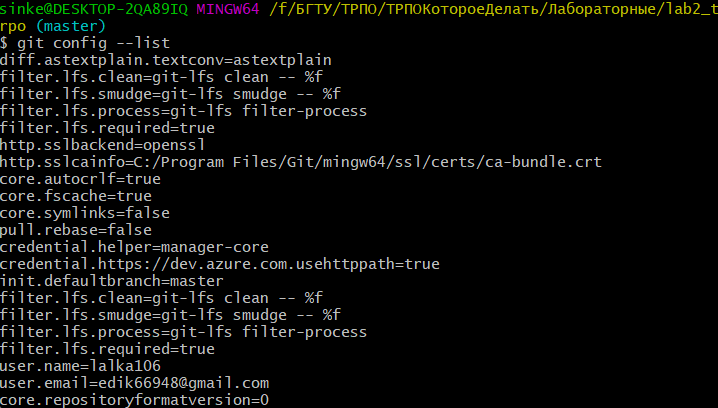 sinke@DESKTOP-2QA89IQ MINGW64 /f/БГТУ/ТРПО/ТРПОКотороеДелать/Лабораторные/lab2_t
rpo (master)
$ git config --list
diff.astextplain.textconv=astextplain
filter.lfs.clean=git-lfs clean -- %f
filter.lfs.smudge=git-lfs smudge -- %f
filter.lfs.process=git-lfs filter-process
filter.lfs.required=true
http.sslbackend=openssl
http.sslcainfo=C:/Program Files/Git/mingw64/ssl/certs/ca-bundle.crt
core.autocrlf=true
core.fscache=true
core.symlinks=false
pull.rebase=false
credential.helper=manager-core
credential.https://dev.azure.com.usehttppath=true
init.defaultbranch=master
filter.lfs.clean=git-lfs clean -- %f
filter.lfs.smudge=git-lfs smudge -- %f
filter.lfs.process=git-lfs filter-process
filter.lfs.required=true
user.name=lalka106
user.email=edik66948@gmail.com
core.repositoryformatversion=0